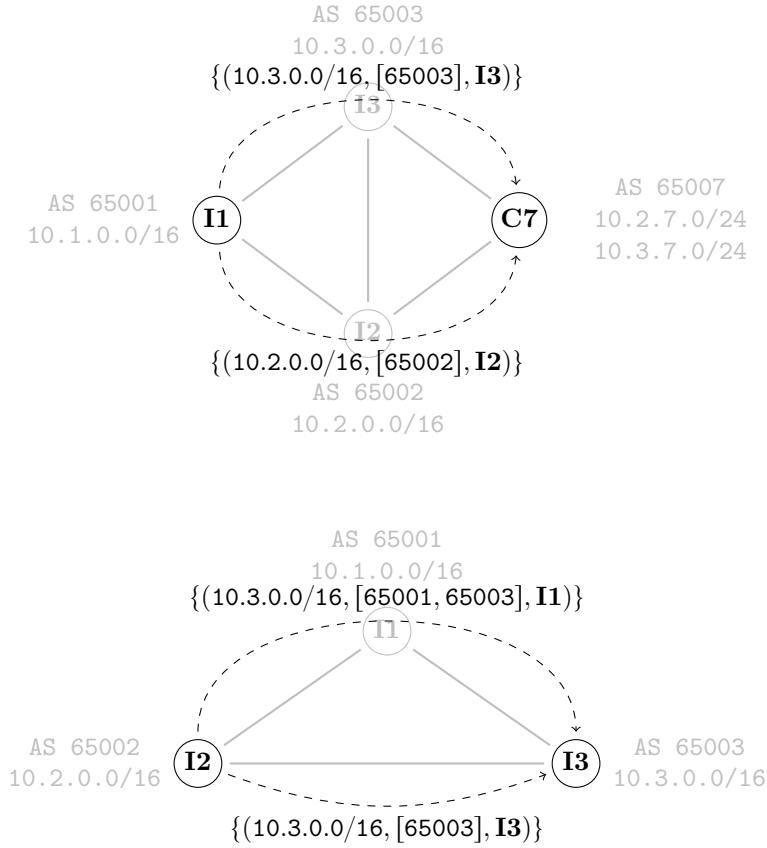 AS 65003
10.3.0.0/16
{(10.3.0.0/16, [65003], I3)}
I3
AS 65001
10.1.0.0/16
I1
C7
AS 65007
10.2.7.0/24
10.3.7.0/24
I2
{(10.2.0.0/16, [65002], I2)}
AS 65002
10.2.0.0/16
AS 65001
10.1.0.0/16
{(10.3.0.0/16, [65001, 65003], I1)}
I1
AS 65002
10.2.0.0/16
I2
I3
AS 65003
10.3.0.0/16
{(10.3.0.0/16, [65003], I3)}